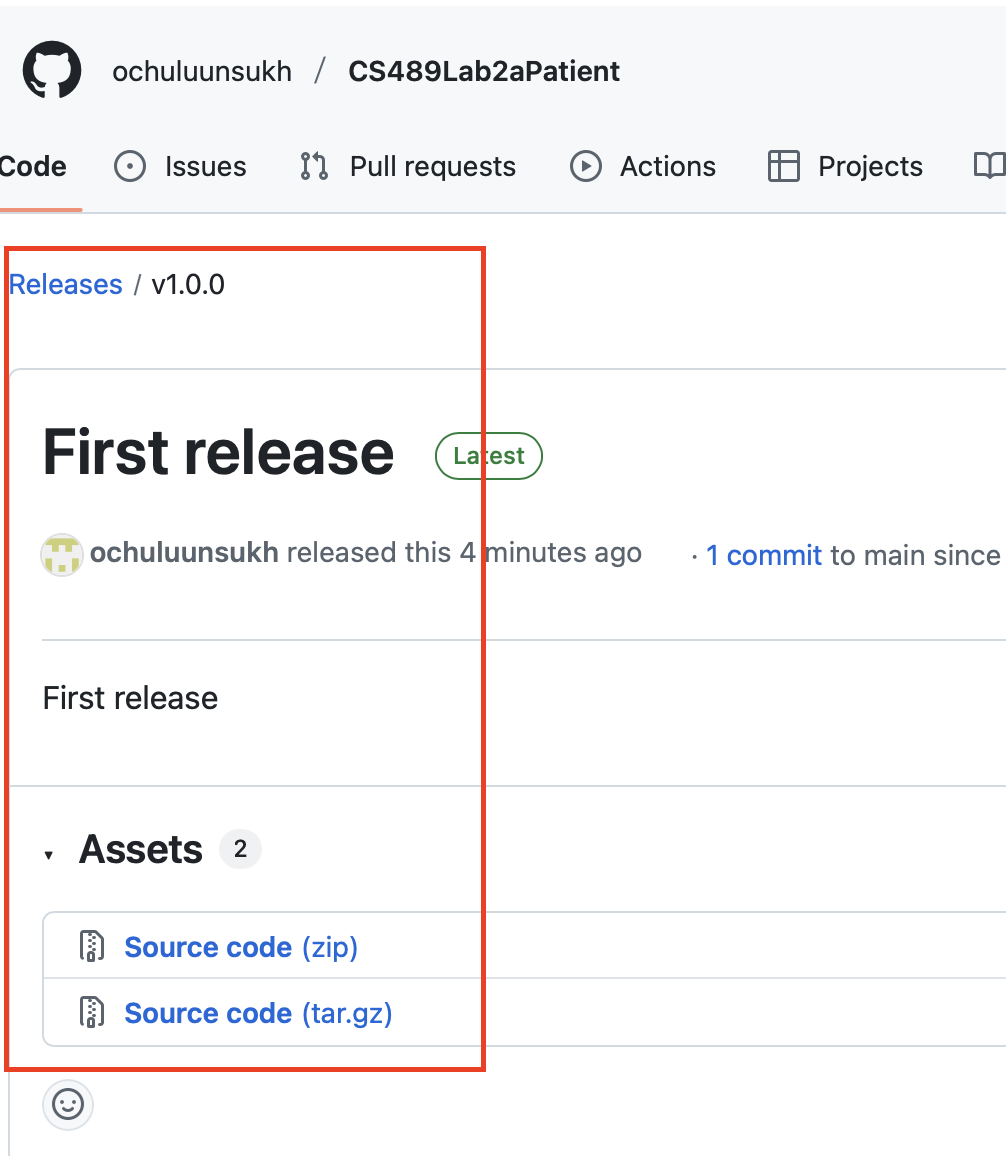 ochuluunsukh / CS489Lab2aPatient
Code Issues Pull requests Actions Projects
Releases / v1.0.0
First release Latest
ochuluunsukh released this 4 minutes ago · 1 commit to main since
First release
Assets 2
Source code (zip)
Source code (tar.gz)